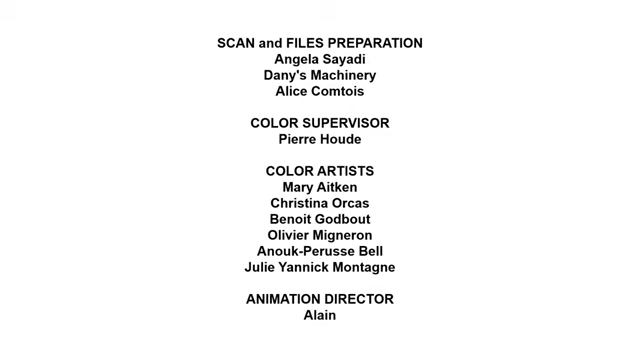 SCAN and FILES PREPARATION
Angela Sayadi
Dany's Machinery
Alice Comtois
COLOR SUPERVISOR
Pierre Houde
COLOR ARTISTS
Mary Aitken
Christina Orcas
Benoit Godbout
Olivier Migneron
Anouk-Perusse Bell
Julie Yannick Montagne
ANIMATION DIRECTOR
Alain